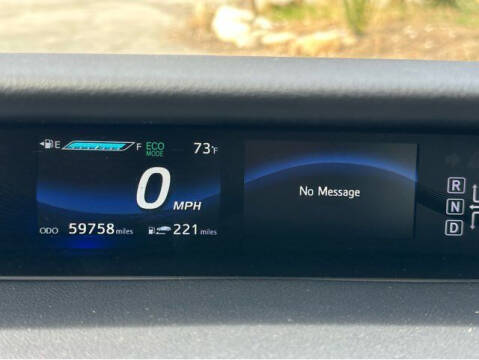 E F ECO MODE 73°F
0 MPH
ODO 59758 miles 221 miles
No Message
R
N
D